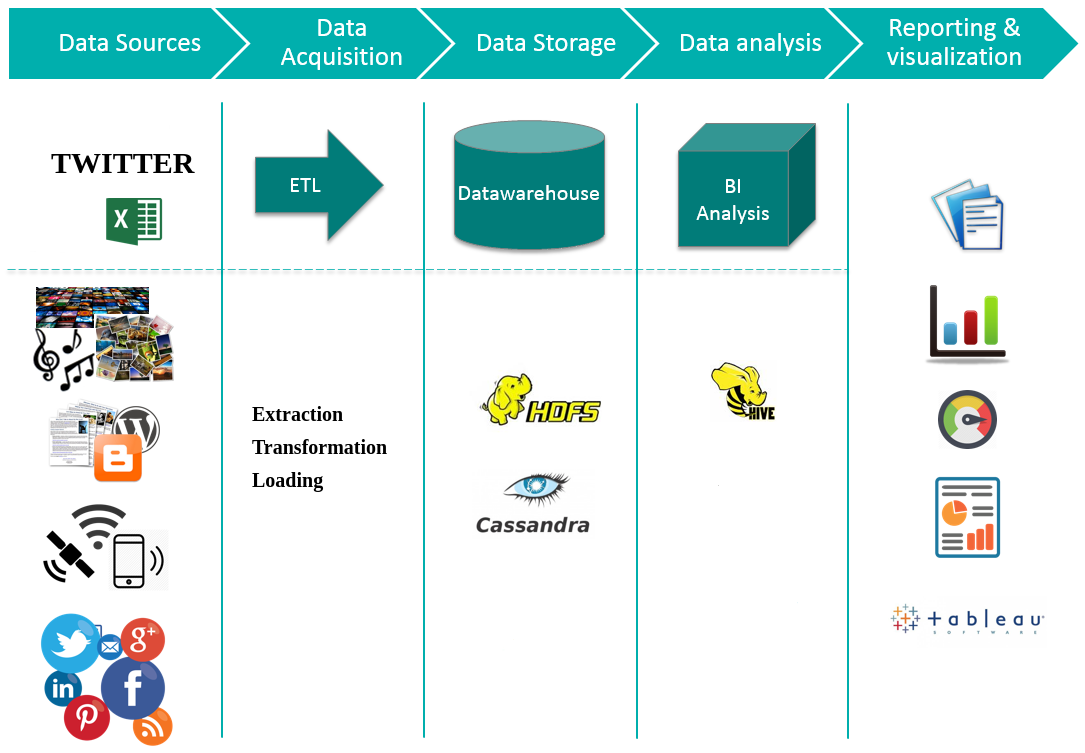 Data Sources
Data
Acquisition
Data Storage
Data analysis
Reporting &
visualization
TWITTER
X
ETL
Datawarehouse
BI
Analysis
Extraction
Transformation
Loading
HDFS
Cassandra
HIVE
W
g+
in
f
tableau
SOFTWARE